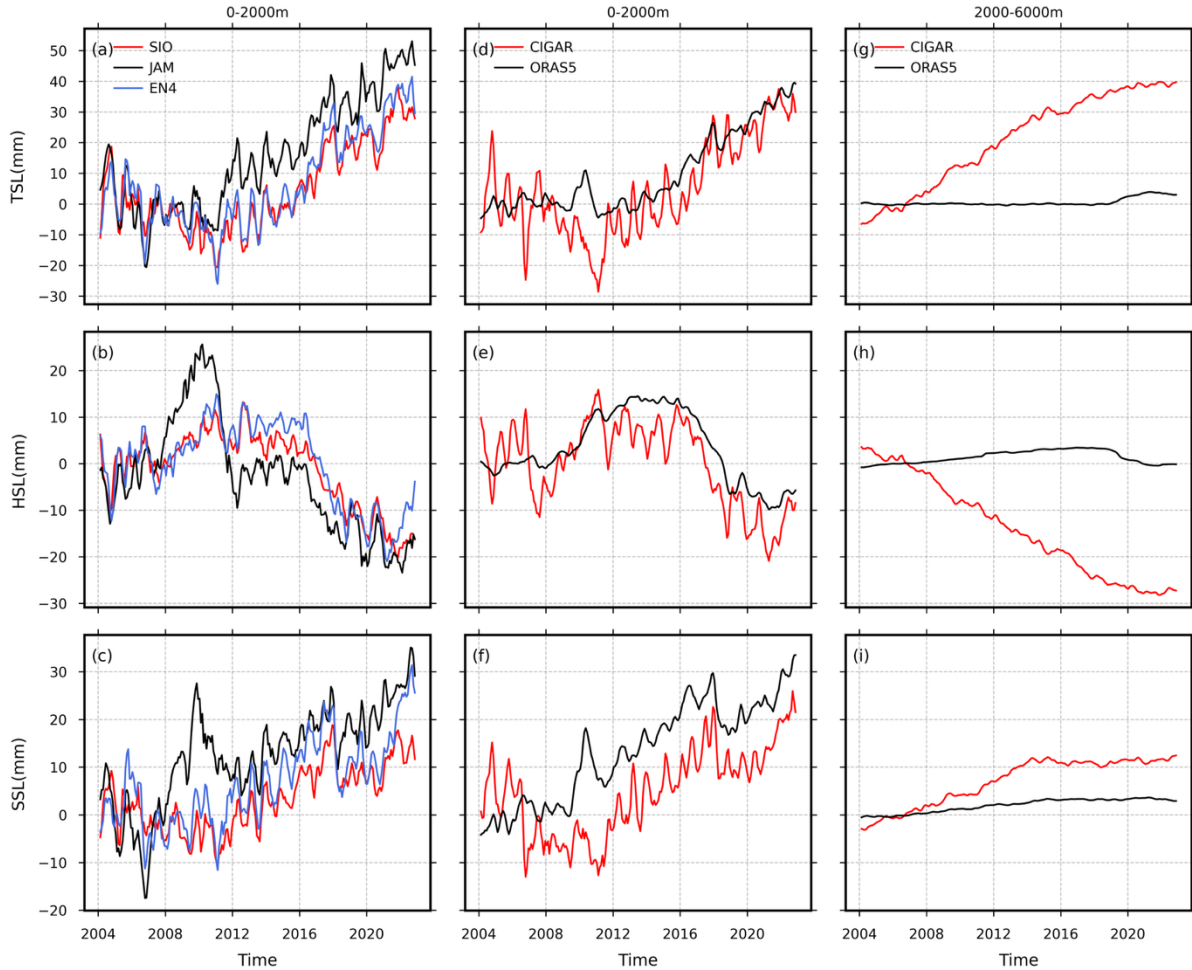 0-2000m
0-2000m
2000-6000m
(a)
SIO
JAM
EN4
50
40
30
20
10
0
−10
−20
−30
TSL(mm)
(d)
CIGAR
ORAS5
(g)
CIGAR
ORAS5
(b)
20
10
0
−10
−20
−30
HSL(mm)
(e)
(h)
(c)
30
20
10
0
−10
−20
SSL(mm)
(f)
(i)
2004 2008 2012 2016 2020
2004 2008 2012 2016 2020
2004 2008 2012 2016 2020
Time
Time
Time